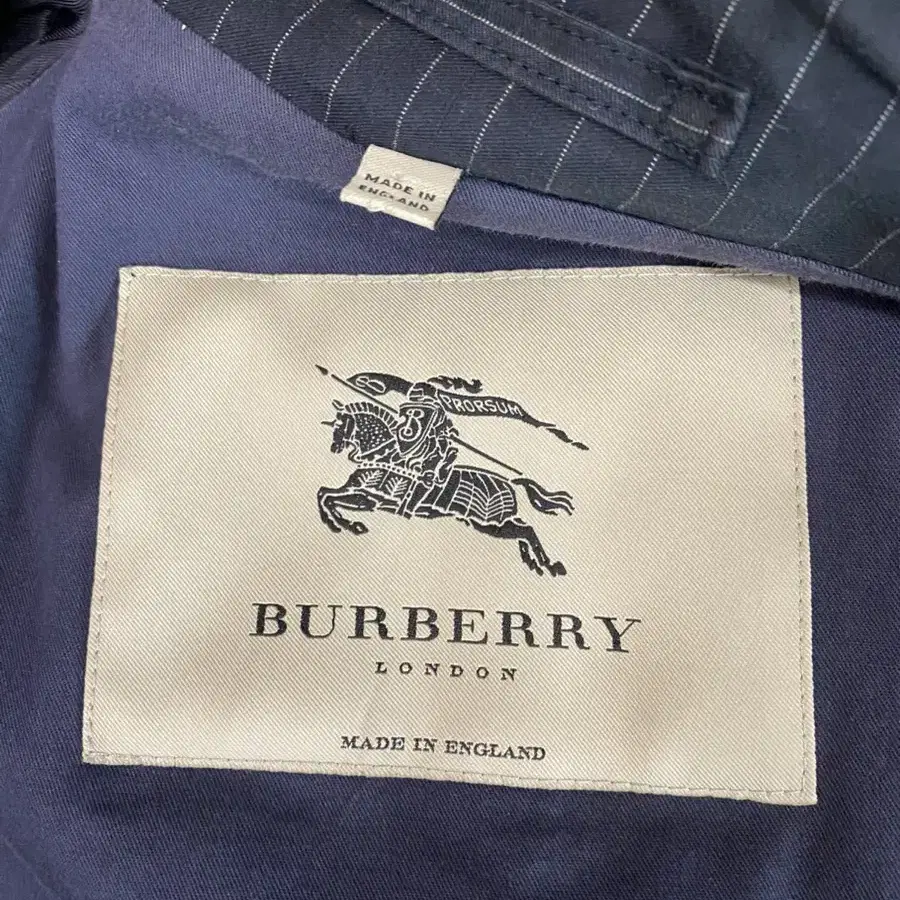 MADE IN
ENGLAND
PRORSUM
B
BURBERRY
LONDON
MADE IN ENGLAND